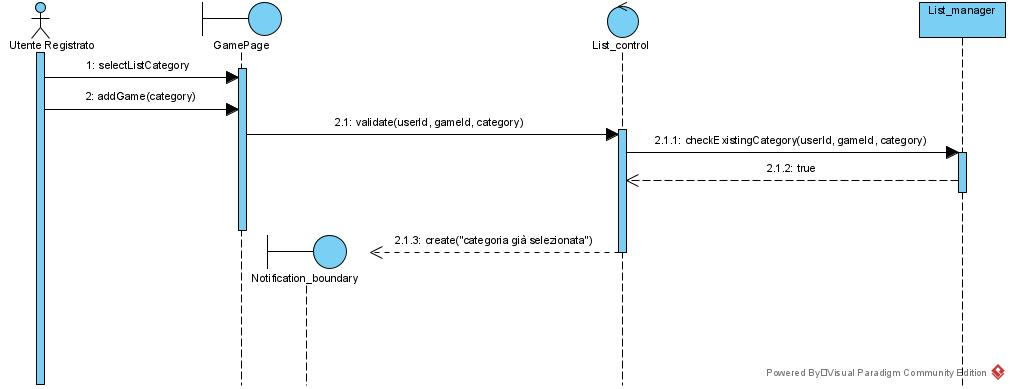 List_manager
Utente Registrato
GamePage
List_control
1: selectListCategory
2: addGame(category)
2.1: validate(userId, gameId, category)
2.1.1: checkExistingCategory(userId, gameId, category)
2.1.2: true
2.1.3: create("categoria già selezionata")
Notification_boundary
Powered By Visual Paradigm Community Edition